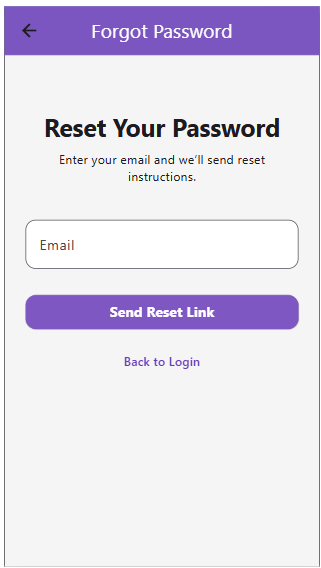 Forgot Password
Reset Your Password
Enter your email and we’ll send reset
instructions.
Email
Send Reset Link
Back to Login